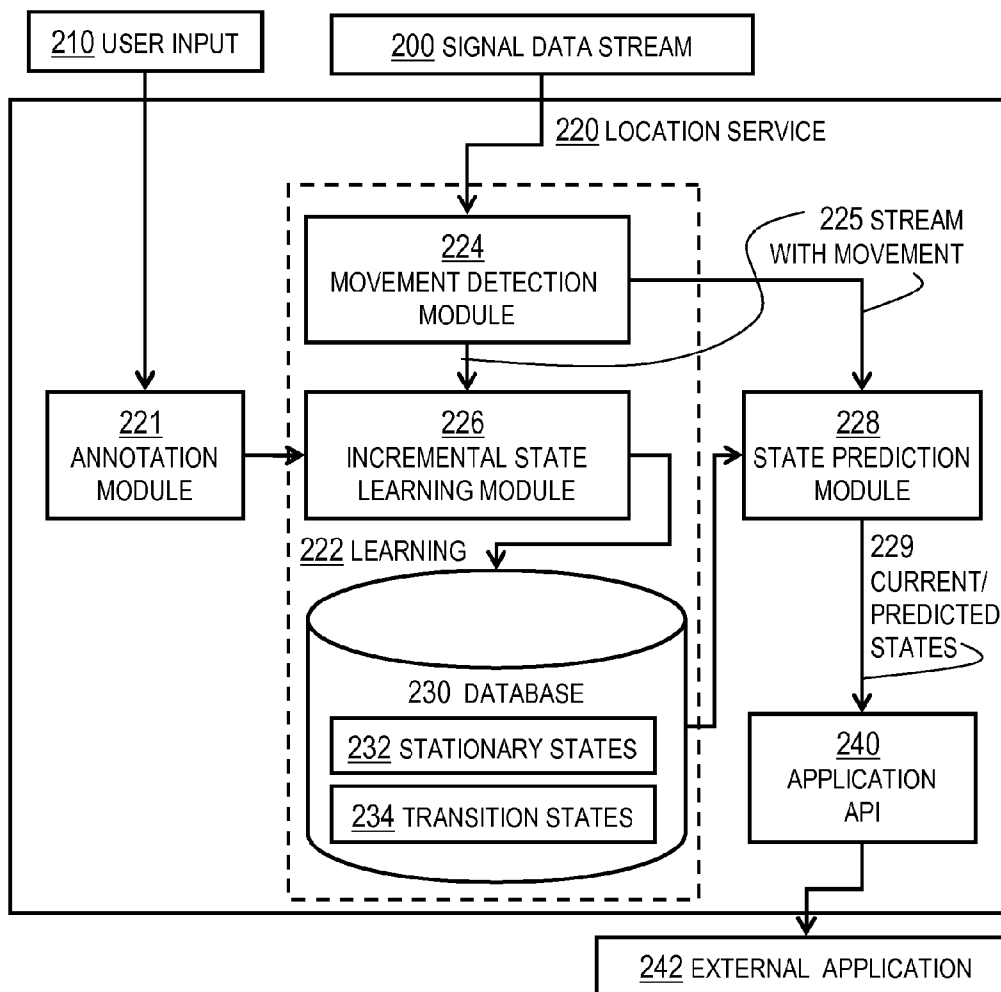 210 USER INPUT
200 SIGNAL DATA STREAM
220 LOCATION SERVICE
224
MOVEMENT DETECTION
MODULE
225 STREAM
WITH MOVEMENT
221
ANNOTATION
MODULE
226
INCREMENTAL STATE
LEARNING MODULE
228
STATE PREDICTION
MODULE
222 LEARNING
229
CURRENT/
PREDICTED
STATES
230 DATABASE
232 STATIONARY STATES
234 TRANSITION STATES
240
APPLICATION
API
242 EXTERNAL APPLICATION